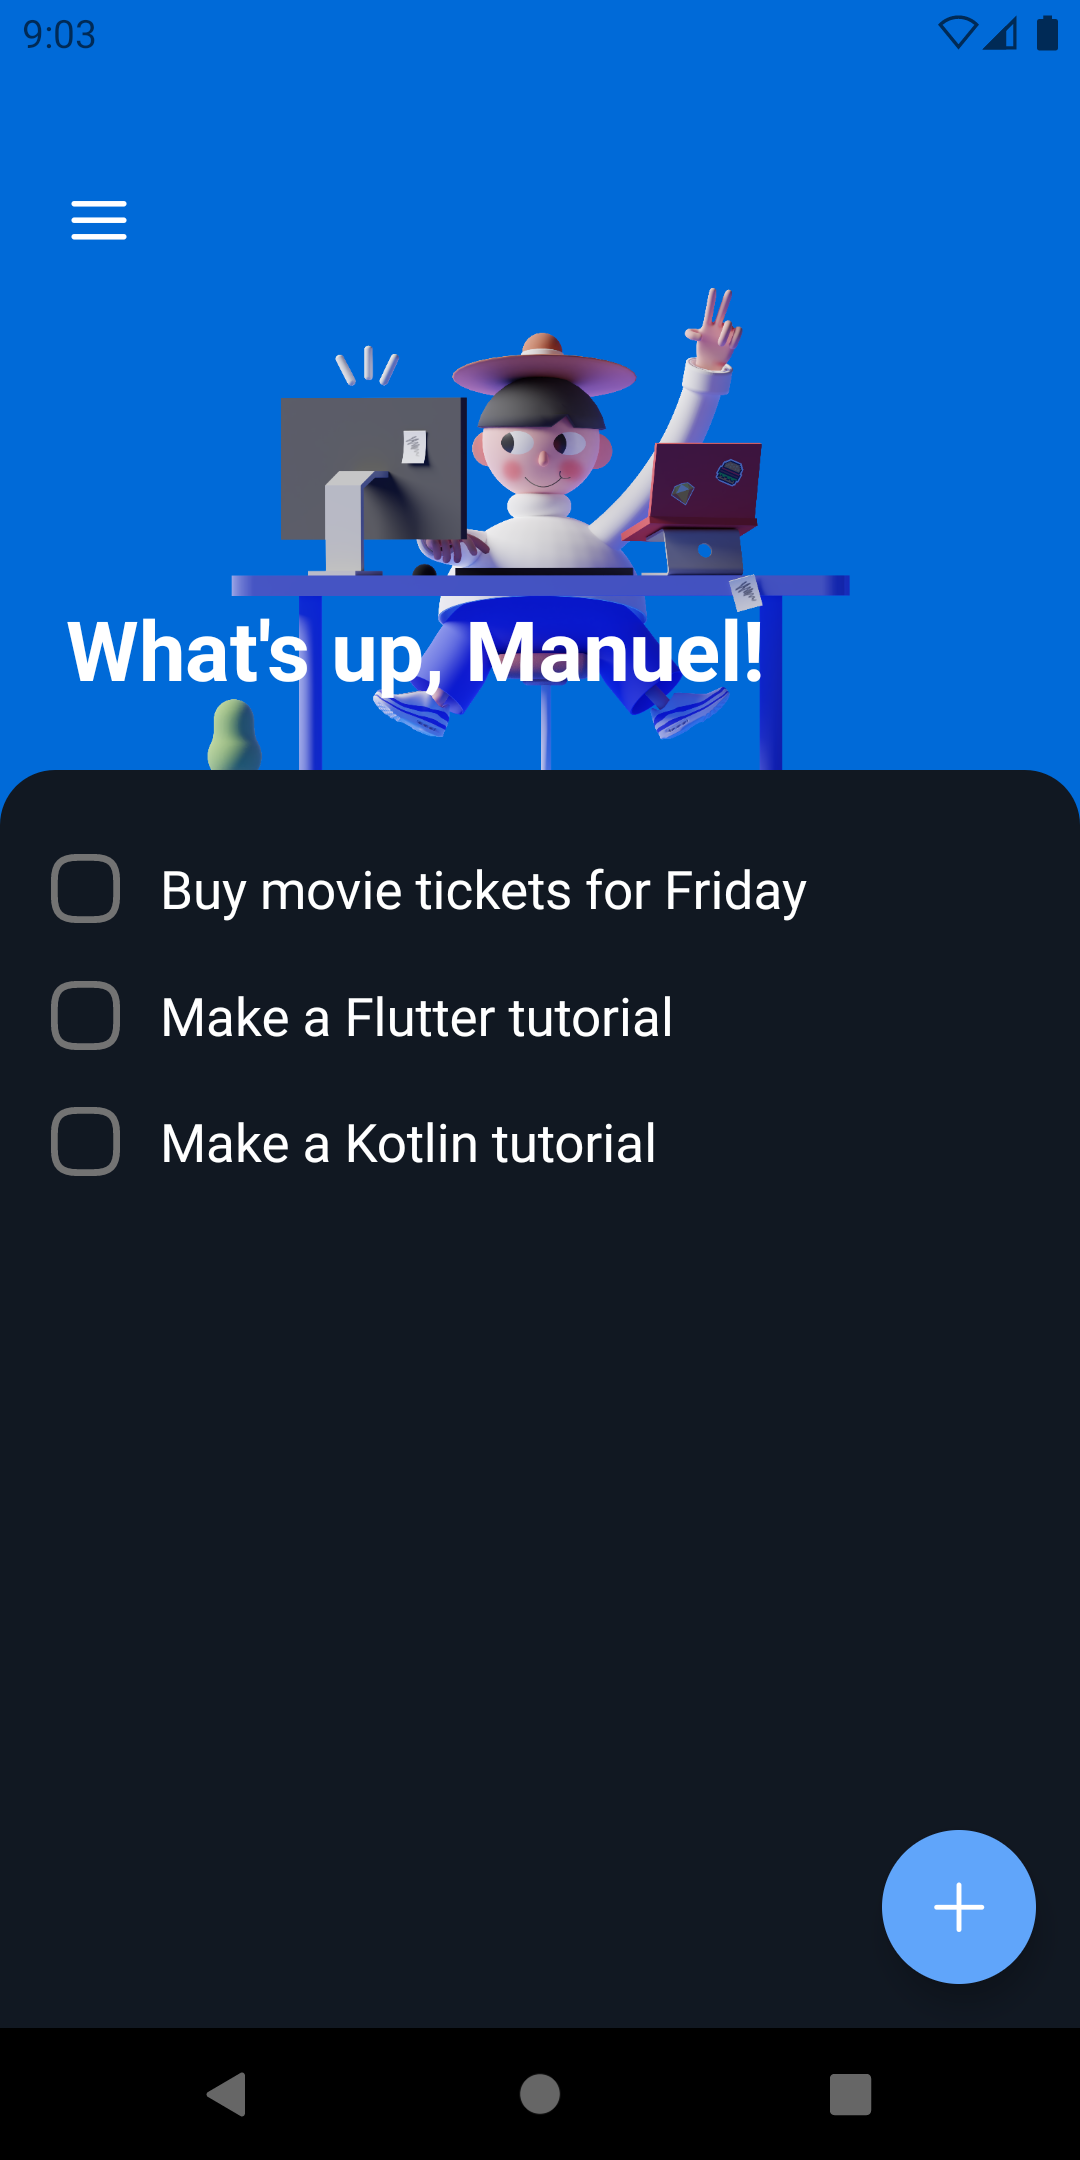 9:03
What's up, Manuel!
Buy movie tickets for Friday
Make a Flutter tutorial
Make a Kotlin tutorial